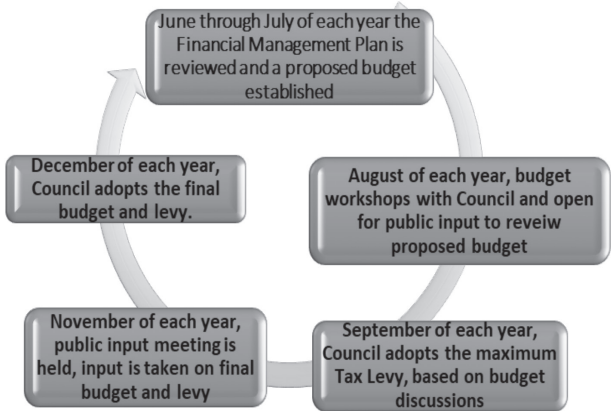 June through July of each year the
Financial Management Plan is
reviewed and a proposed budget
established
August of each year, budget
workshops with Council and open
for public input to reveiw
proposed budget
September of each year,
Council adopts the maximum
Tax Levy, based on budget
discussions
November of each year,
public input meeting is
held, input is taken on final
budget and levy
December of each year,
Council adopts the final
budget and levy.